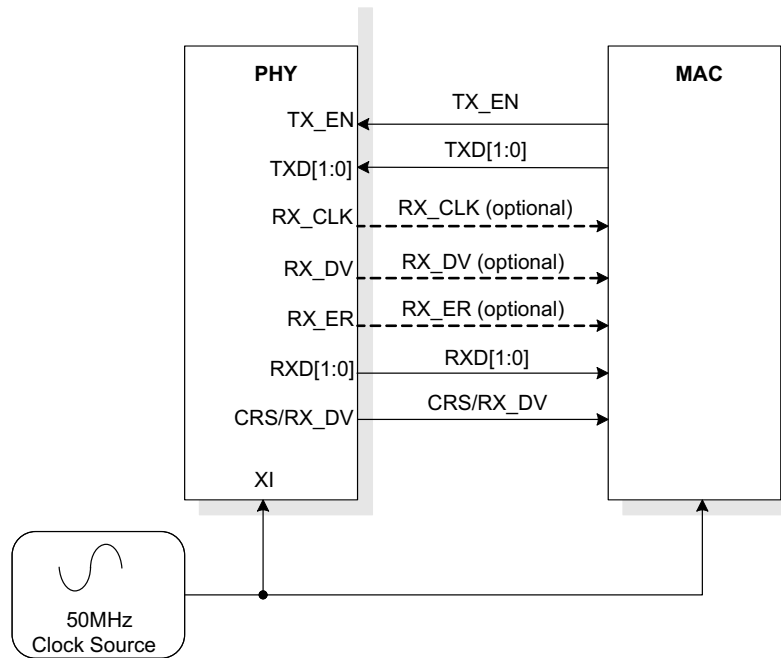 PHY
MAC
TX_EN
TX_EN
TXD[1:0]
TXD[1:0]
RX_CLK
RX_CLK (optional)
RX_DV
RX_DV (optional)
RX_ER
RX_ER (optional)
RXD[1:0]
RXD[1:0]
CRS/RX_DV
CRS/RX_DV
XI
50MHz
Clock Source